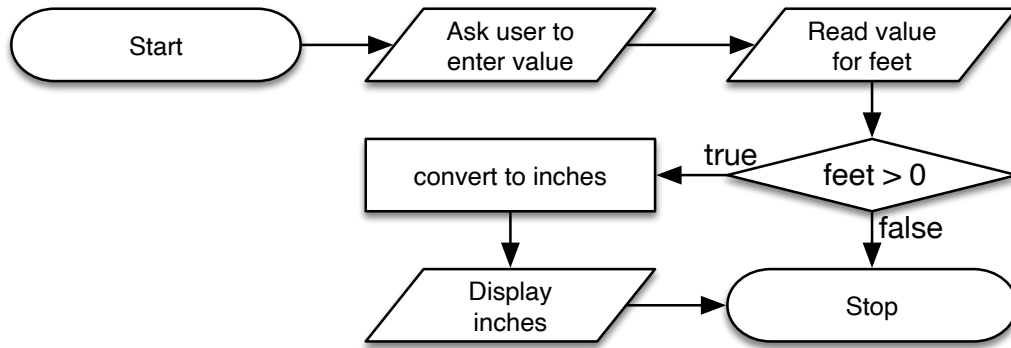 Start
Ask user to
enter value
Read value
for feet
true
convert to inches
feet > 0
false
Display
inches
Stop